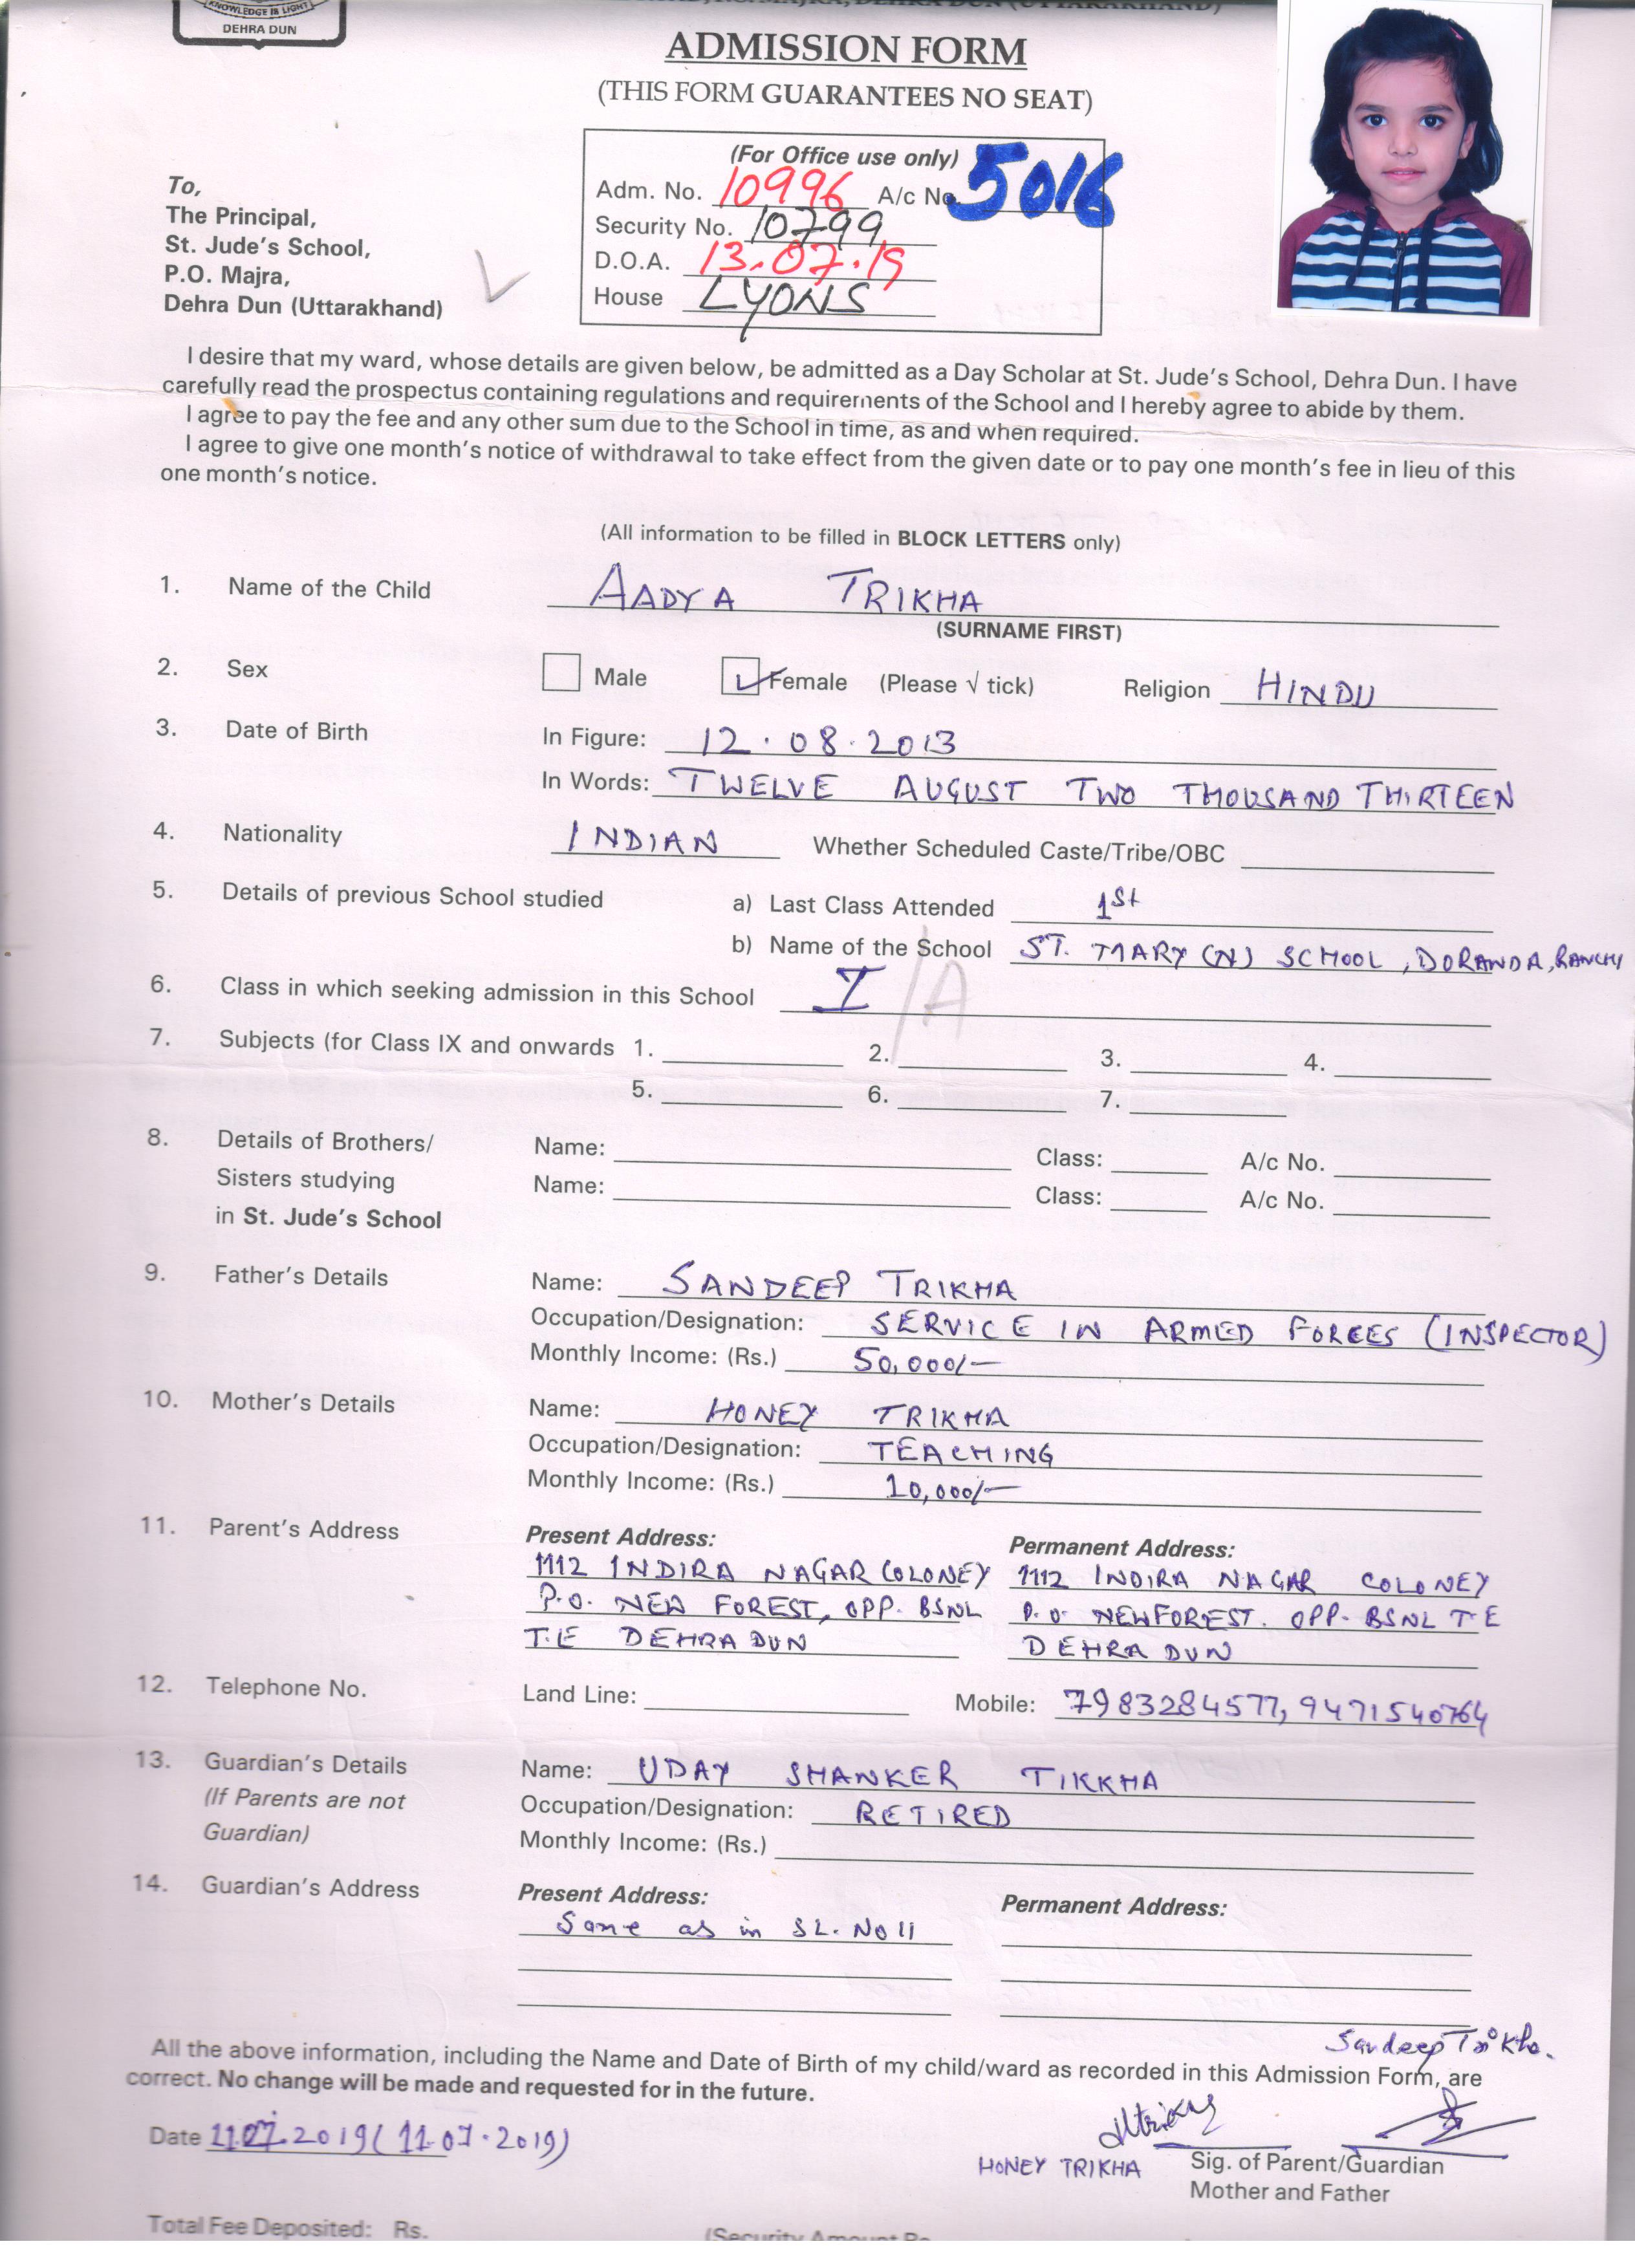 KNOWLEDGE IS LIGHT
DEHRA DUN
ADMISSION FORM
(THIS FORM GUARANTEES NO SEAT)
(For Office use only)
Adm. No. 10996 A/c No. 5016
Security No. 10799
D.O.A. 13.07.19
House LYONS
To,
The Principal,
St. Jude's School,
P.O. Majra,
Dehra Dun (Uttarakhand)
I desire that my ward, whose details are given below, be admitted as a Day Scholar at St. Jude's School, Dehra Dun. I have
carefully read the prospectus containing regulations and requirements of the School and I hereby agree to abide by them.
I agree to pay the fee and any other sum due to the School in time, as and when required.
I agree to give one month's notice of withdrawal to take effect from the given date or to pay one month's fee in lieu of this
one month's notice.
(All information to be filled in BLOCK LETTERS only)
1. Name of the Child AADYA TRIKHA
(SURNAME FIRST)
2. Sex Male Female (Please √ tick) Religion HINDU
3. Date of Birth In Figure: 12.08.2013
In Words: TWELVE AUGUST TWO THOUSAND THIRTEEN
4. Nationality INDIAN Whether Scheduled Caste/Tribe/OBC
5. Details of previous School studied a) Last Class Attended 1St
b) Name of the School ST. MARY (N) SCHOOL, DORANDA, RANCHI
6. Class in which seeking admission in this School I /A
7. Subjects (for Class IX and onwards 1. 2. 3. 4.
5. 6. 7.
8. Details of Brothers/ Name: Class: A/c No.
Sisters studying Name: Class: A/c No.
in St. Jude's School
9. Father's Details Name: SANDEEP TRIKHA
Occupation/Designation: SERVICE IN ARMED FORCES (INSPECTOR)
Monthly Income: (Rs.) 50,000/-
10. Mother's Details Name: HONEY TRIKHA
Occupation/Designation: TEACHING
Monthly Income: (Rs.) 10,000/-
11. Parent's Address Present Address: Permanent Address:
1112 INDIRA NAGAR COLONEY 1112 INDIRA NAGAR COLONEY
P.O. NEW FOREST, OPP. BSNL P.O. NEW FOREST. OPP. BSNL T.E
T.E DEHRA DUN DEHRA DUN
12. Telephone No. Land Line: Mobile: 7983284577, 9471540764
13. Guardian's Details Name: UDAY SHANKER TIKKHA
(If Parents are not Occupation/Designation: RETIRED
Guardian) Monthly Income: (Rs.)
14. Guardian's Address Present Address: Permanent Address:
Same as in SL. No 11
Sandeep Trikha.
All the above information, including the Name and Date of Birth of my child/ward as recorded in this Admission Form, are
correct. No change will be made and requested for in the future.
Date 11.07.2019 (11.07.2019)
HONEY TRIKHA Sig. of Parent/Guardian
Mother and Father
Total Fee Deposited: Rs.